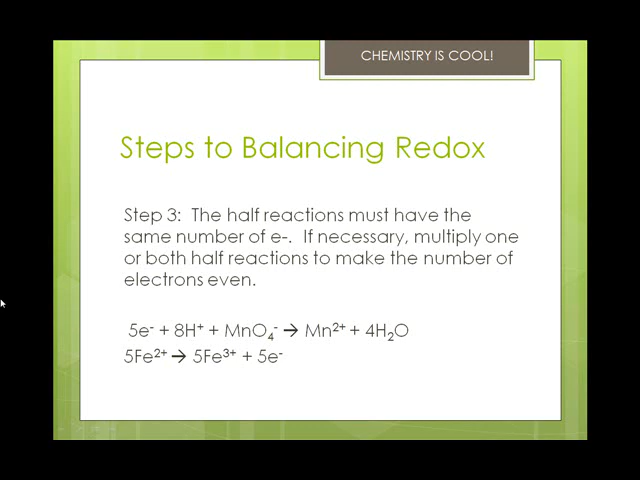 CHEMISTRY IS COOL!
Steps to Balancing Redox
Step 3: The half reactions must have the
same number of e-. If necessary, multiply one
or both half reactions to make the number of
electrons even.
5e⁻ + 8H⁺ + MnO₄⁻ → Mn²⁺ + 4H₂O
5Fe²⁺ → 5Fe³⁺ + 5e⁻